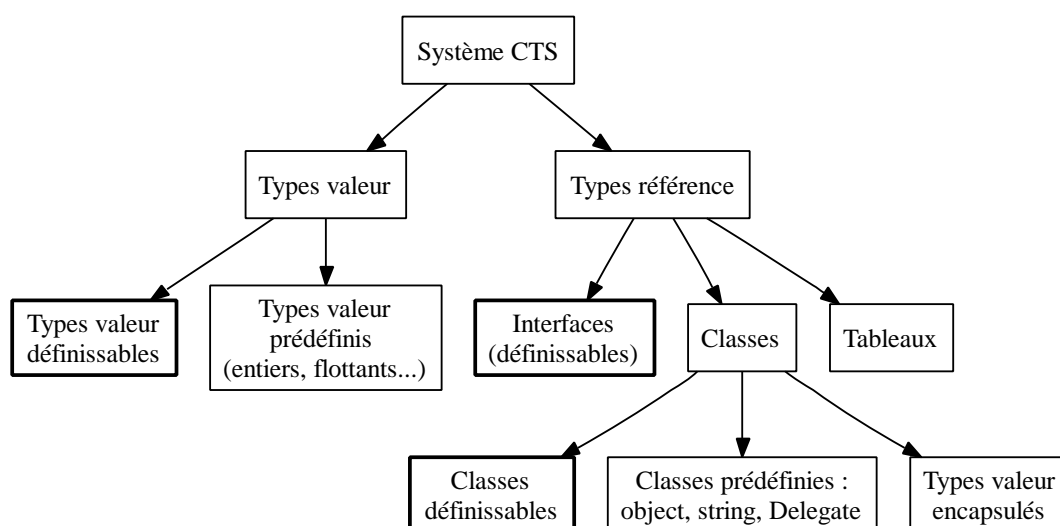 Système CTS
Types valeur
Types référence
Types valeur
définissables
Types valeur
prédéfinis
(entiers, flottants...)
Interfaces
(définissables)
Classes
Tableaux
Classes
définissables
Classes prédéfinies :
object, string, Delegate
Types valeur
encapsulés